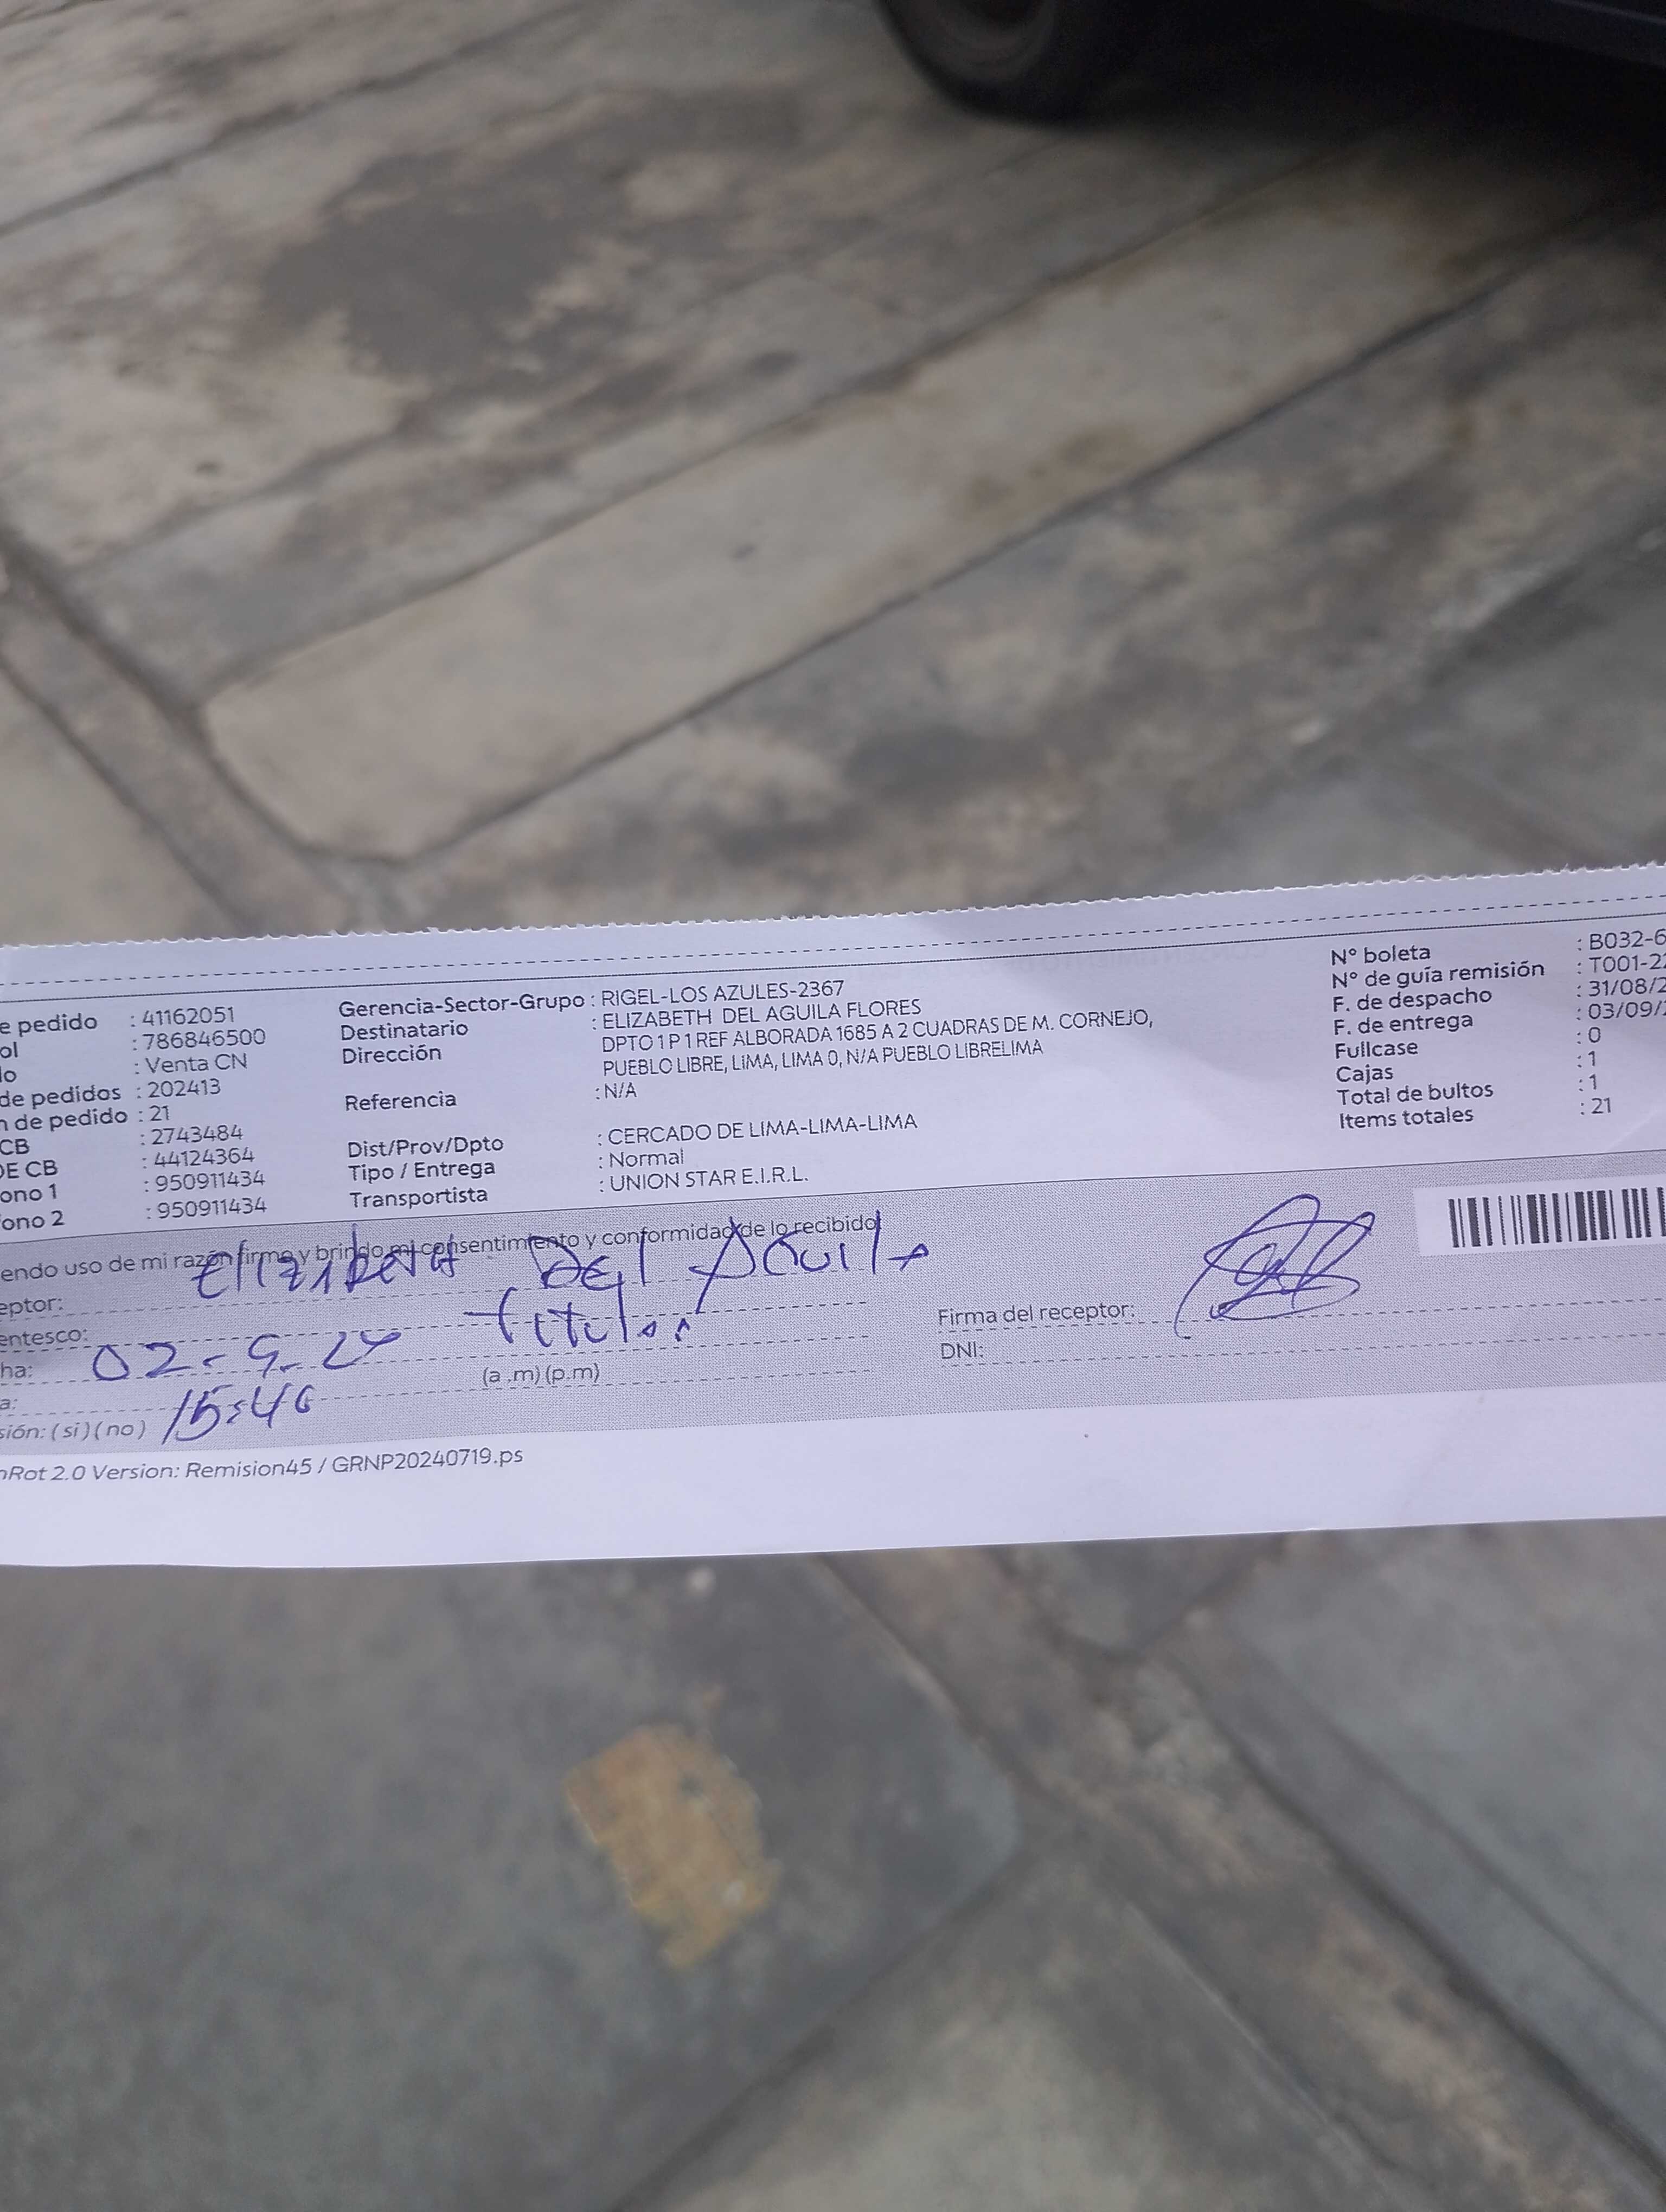 e pedido : 41162051
ol : 786846500
lo : Venta CN
de pedidos : 202413
n de pedido : 21
CB : 2743484
DE CB : 44124364
ono 1 : 950911434
ono 2 : 950911434
Gerencia-Sector-Grupo : RIGEL-LOS AZULES-2367
Destinatario : ELIZABETH DEL AGUILA FLORES
Dirección DPTO 1 P 1 REF ALBORADA 1685 A 2 CUADRAS DE M. CORNEJO,
PUEBLO LIBRE, LIMA, LIMA 0, N/A PUEBLO LIBRELIMA
Referencia : N/A
Dist/Prov/Dpto : CERCADO DE LIMA-LIMA-LIMA
Tipo / Entrega : Normal
Transportista : UNION STAR E.I.R.L.
N° boleta : B032-6
N° de guía remisión : T001-22
F. de despacho : 31/08/2
F. de entrega : 03/09/2
Fullcase : 0
Cajas : 1
Total de bultos : 1
Items totales : 21
endo uso de mi razón firmo y brindo mi consentimiento y conformidad de lo recibido
eptor: Elizabeth Del Aguila
entesco: titular
ha: 02-9-24
a: 15:46 (a .m) (p.m)
sión: ( si ) ( no )
Firma del receptor:
DNI:
nRot 2.0 Version: Remision45 / GRNP20240719.ps